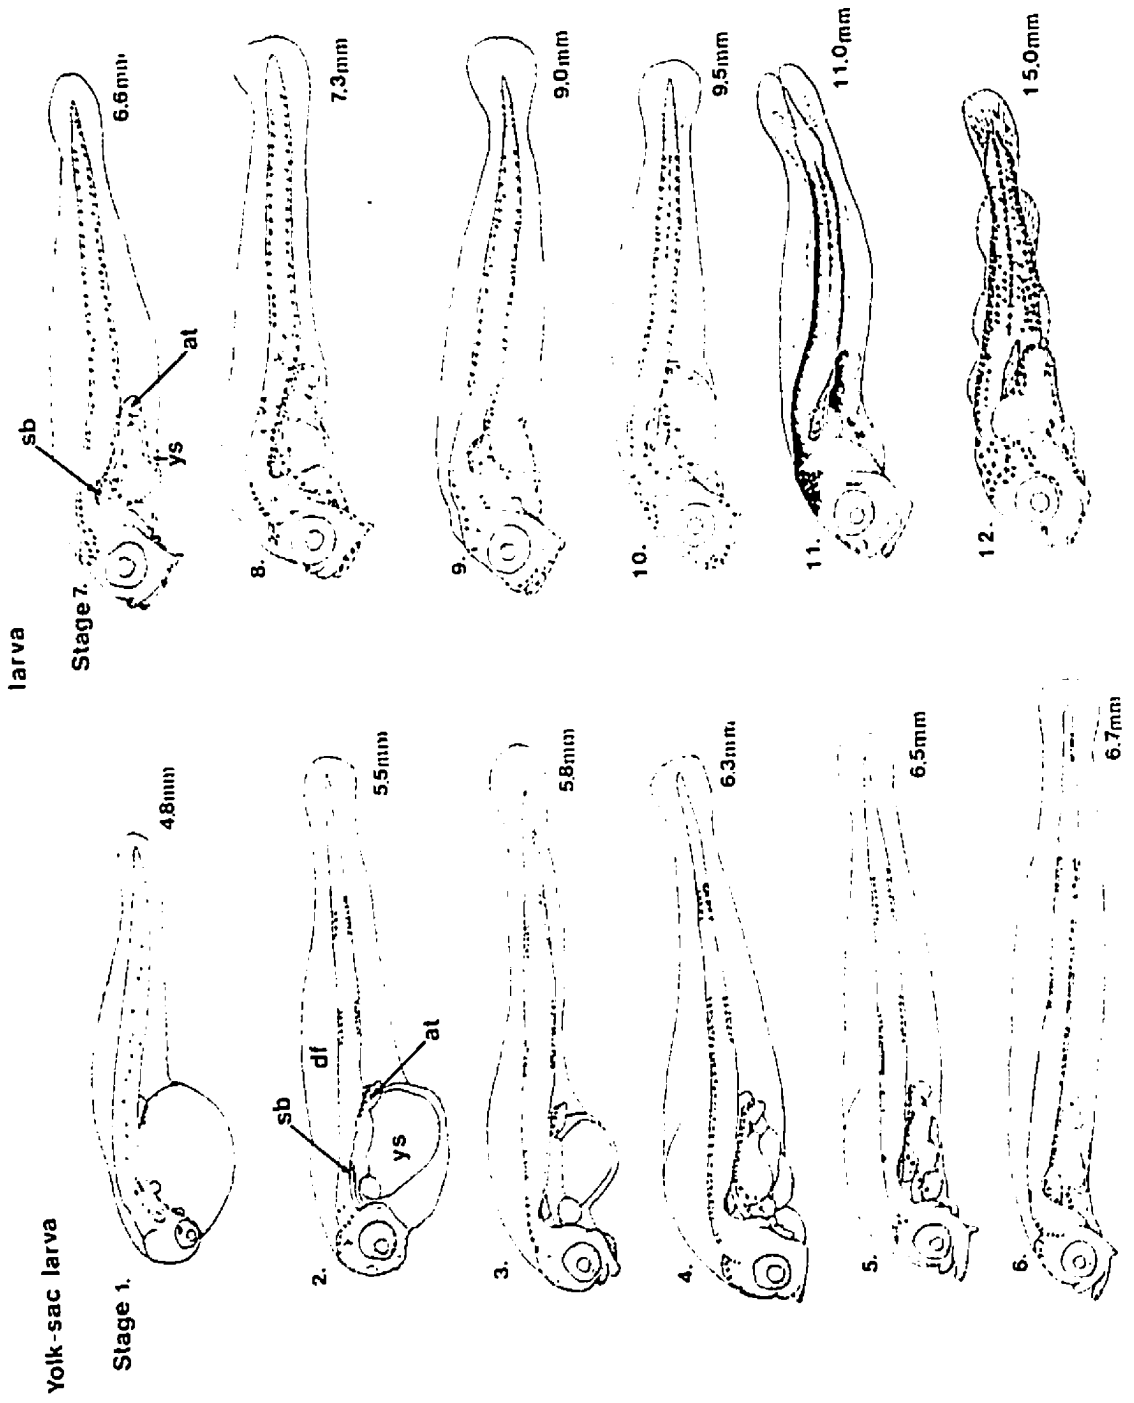 Yolk-sac larva
Stage 1.
4.8mm
2.
sb
df
ys
at
5.5mm
3.
5.8mm
4.
6.3mm
5.
6.5mm
6.
6.7mm
larva
Stage 7.
sb
ys
at
6.6mm
8.
7.3mm
9.
9.0mm
10.
9.5mm
11.
11.0mm
12.
15.0mm